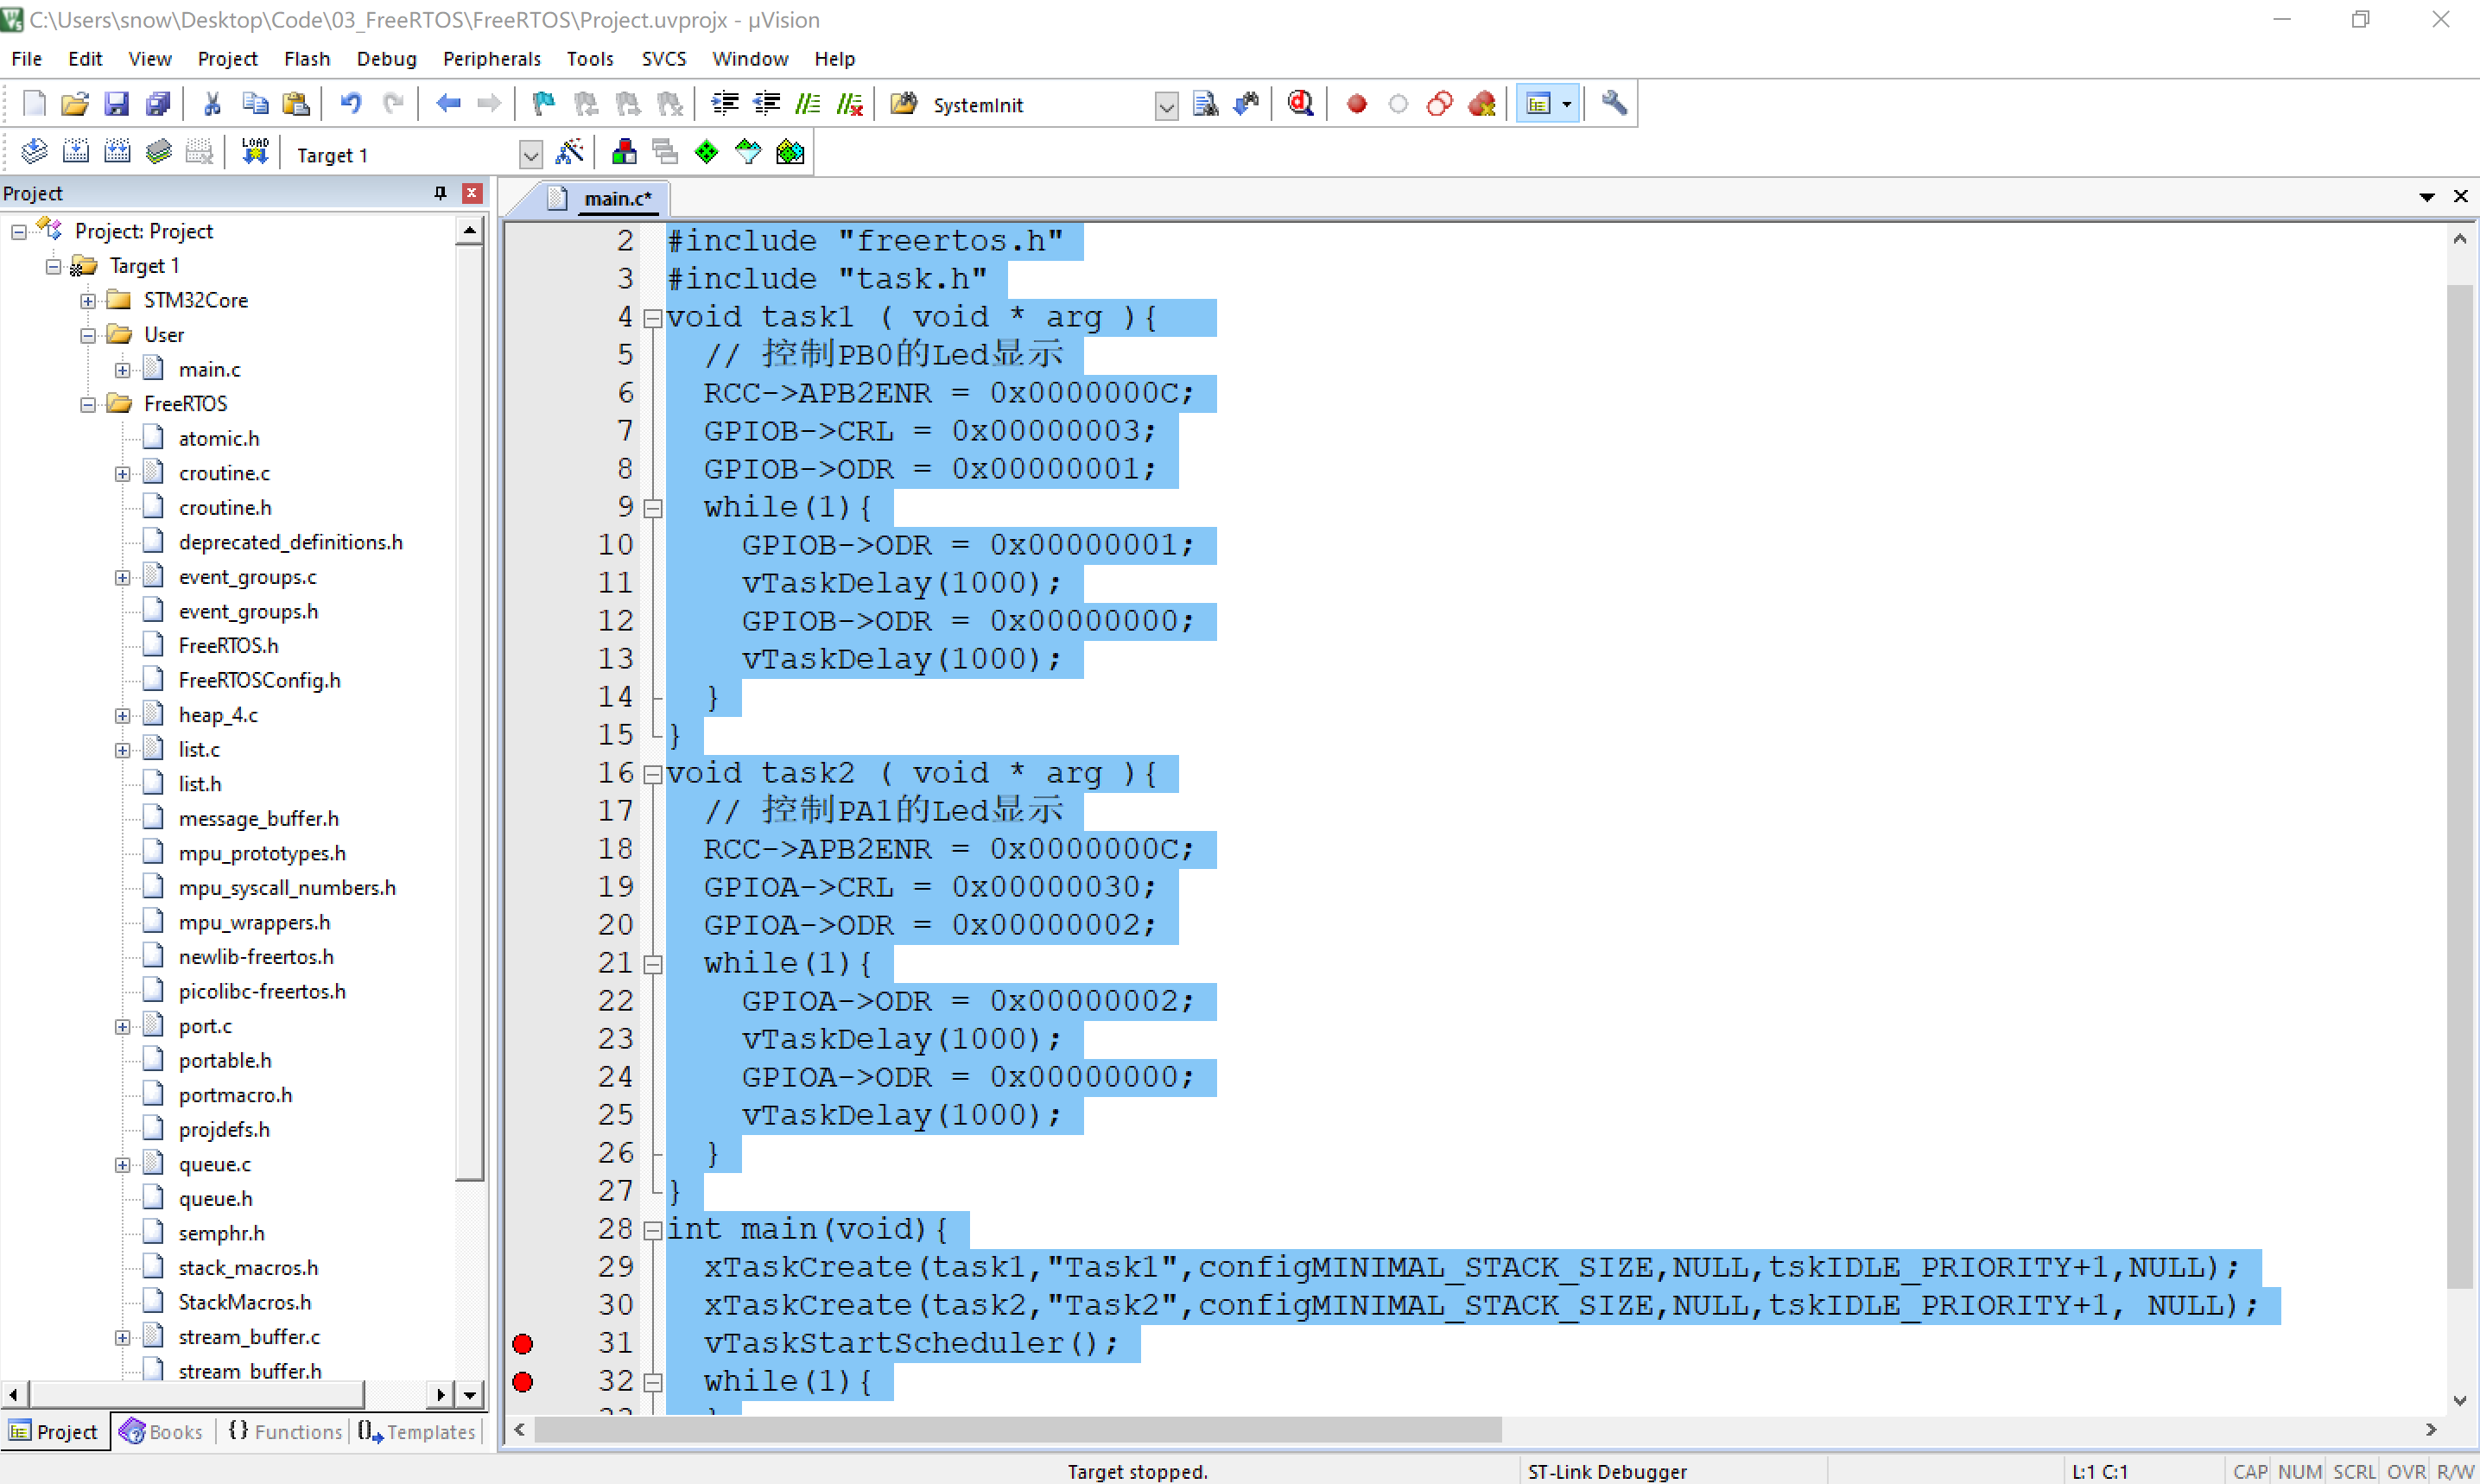 C:\Users\snow\Desktop\Code\03_FreeRTOS\FreeRTOS\Project.uvprojx - µVision
File Edit View Project Flash Debug Peripherals Tools SVCS Window Help
SystemInit
LOAD Target 1
Project
main.c*
Project: Project
Target 1
STM32Core
User
main.c
FreeRTOS
atomic.h
croutine.c
croutine.h
deprecated_definitions.h
event_groups.c
event_groups.h
FreeRTOS.h
FreeRTOSConfig.h
heap_4.c
list.c
list.h
message_buffer.h
mpu_prototypes.h
mpu_syscall_numbers.h
mpu_wrappers.h
newlib-freertos.h
picolibc-freertos.h
port.c
portable.h
portmacro.h
projdefs.h
queue.c
queue.h
semphr.h
stack_macros.h
StackMacros.h
stream_buffer.c
stream_buffer.h
Project Books {} Functions Templates
2 #include "freertos.h"
3 #include "task.h"
4 void task1 ( void * arg ){
5 // 控制PB0的Led显示
6 RCC->APB2ENR = 0x0000000C;
7 GPIOB->CRL = 0x00000003;
8 GPIOB->ODR = 0x00000001;
9 while(1){
10 GPIOB->ODR = 0x00000001;
11 vTaskDelay(1000);
12 GPIOB->ODR = 0x00000000;
13 vTaskDelay(1000);
14 }
15 }
16 void task2 ( void * arg ){
17 // 控制PA1的Led显示
18 RCC->APB2ENR = 0x0000000C;
19 GPIOA->CRL = 0x00000030;
20 GPIOA->ODR = 0x00000002;
21 while(1){
22 GPIOA->ODR = 0x00000002;
23 vTaskDelay(1000);
24 GPIOA->ODR = 0x00000000;
25 vTaskDelay(1000);
26 }
27 }
28 int main(void){
29 xTaskCreate(task1,"Task1",configMINIMAL_STACK_SIZE,NULL,tskIDLE_PRIORITY+1,NULL);
30 xTaskCreate(task2,"Task2",configMINIMAL_STACK_SIZE,NULL,tskIDLE_PRIORITY+1, NULL);
31 vTaskStartScheduler();
32 while(1){
Target stopped. ST-Link Debugger L:1 C:1 CAP NUM SCRL OVR R/W